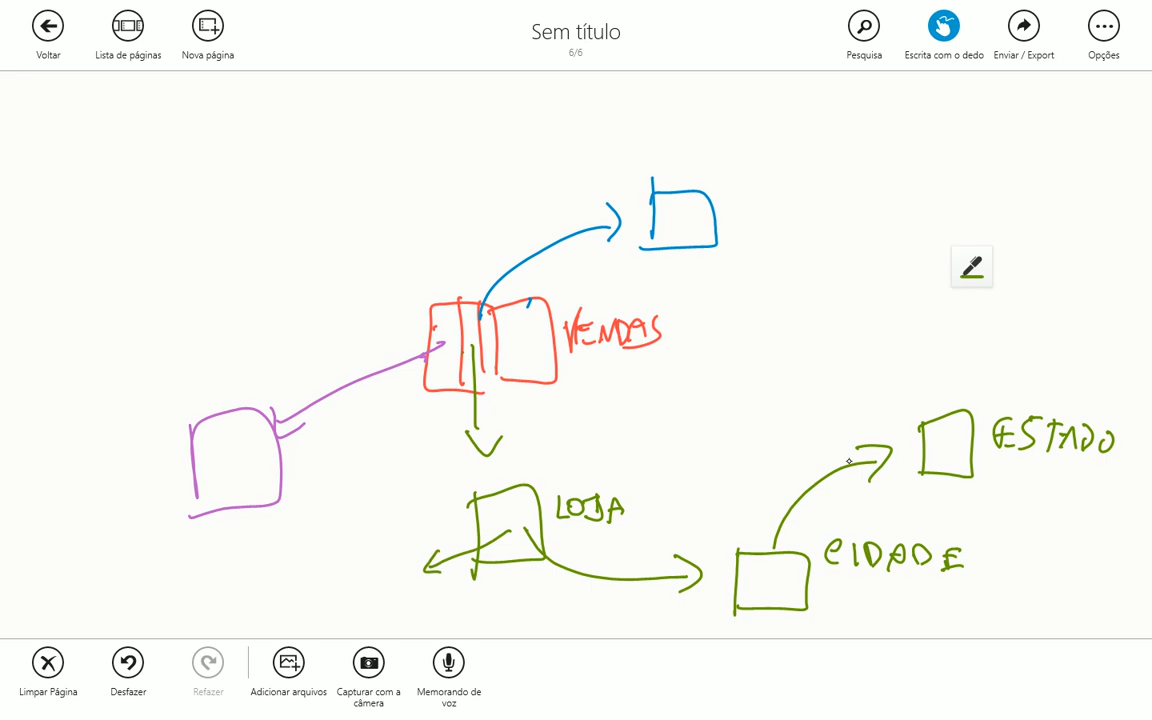 Sem título
6/6
Voltar
Lista de páginas
Nova página
Pesquisa
Escrita com o dedo
Enviar / Export
Opções
VENDAS
ESTADO
LOJA
CIDADE
Limpar Página
Desfazer
Refazer
Adicionar arquivos
Capturar com a
câmera
Memorando de
voz